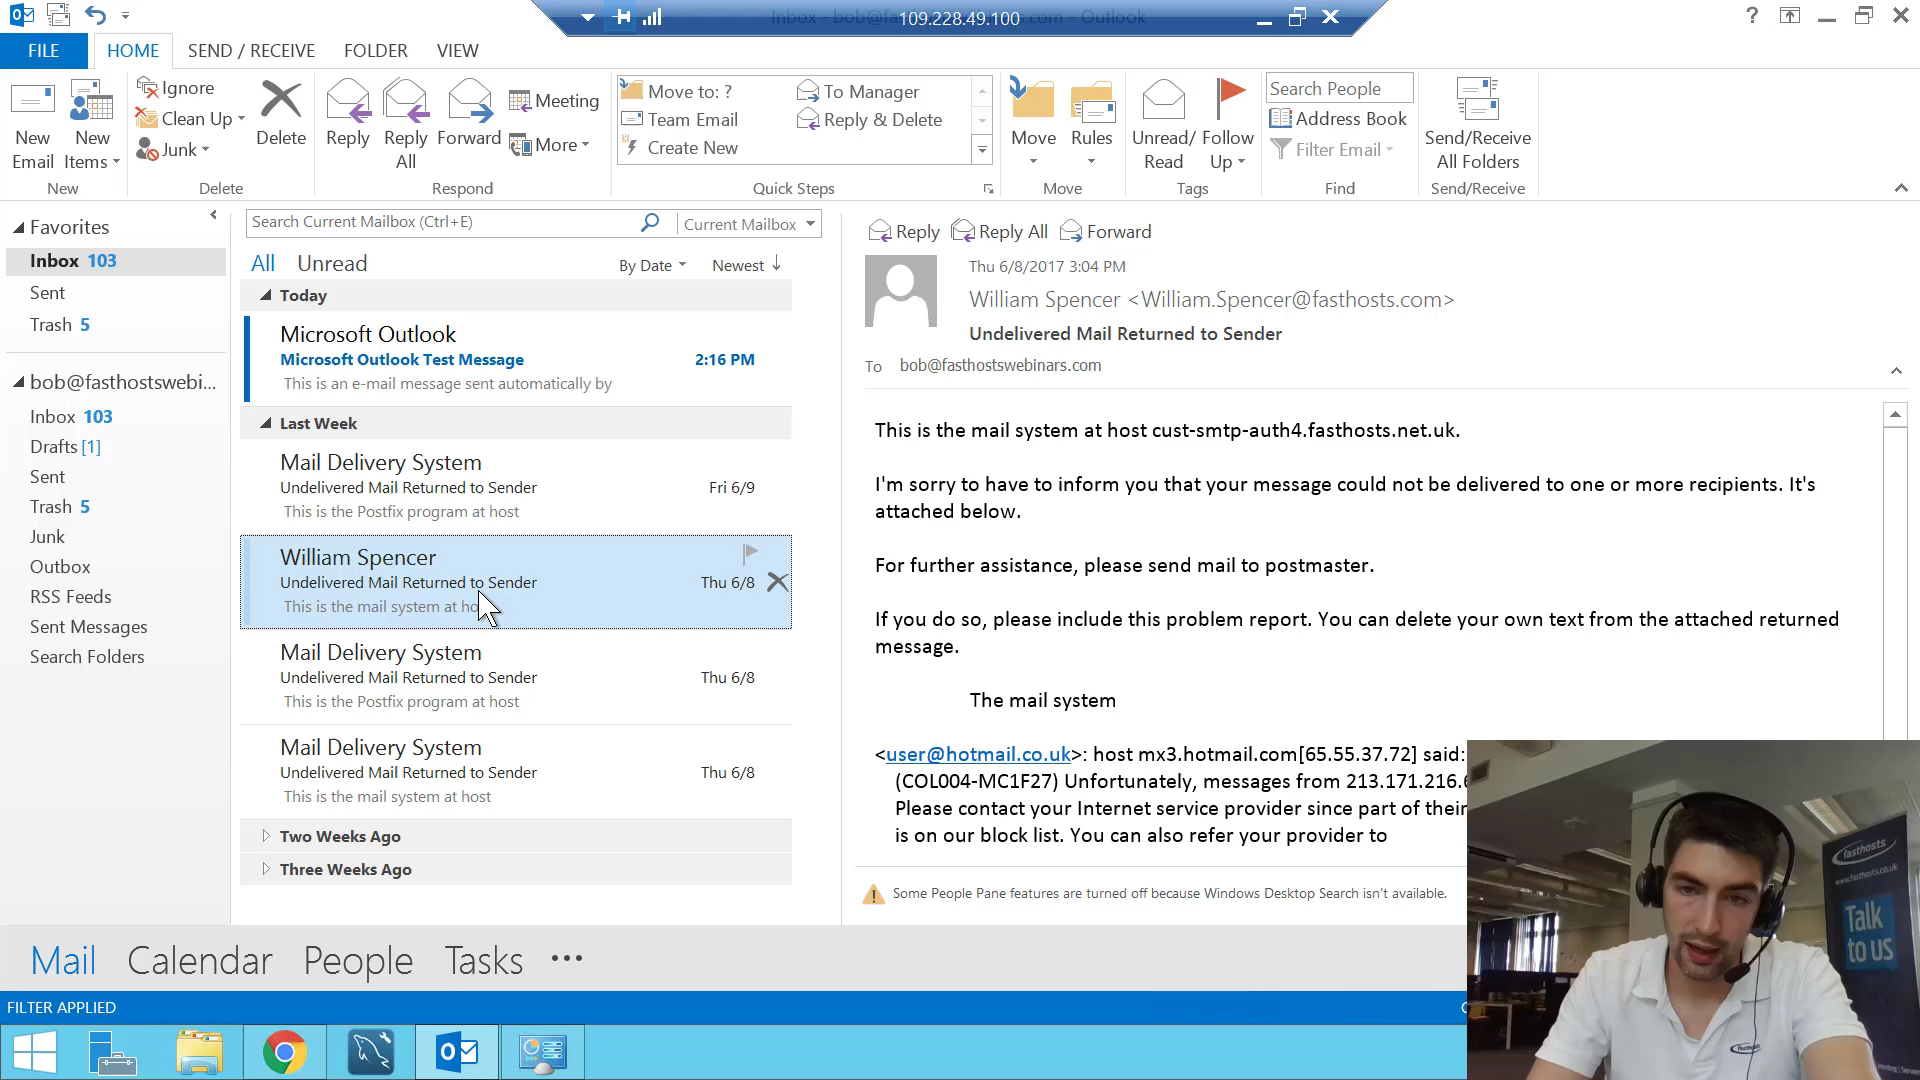 Inbox - bob@fasthostswebinars.com - Outlook
109.228.49.100
?
FILE
HOME
SEND / RECEIVE
FOLDER
VIEW
New
Email
New
Items
New
Ignore
Clean Up
Junk
Delete
Delete
Reply
Reply
All
Forward
Meeting
More
Respond
Move to: ?
Team Email
Create New
To Manager
Reply & Delete
Quick Steps
Move
Rules
Move
Unread/
Read
Follow
Up
Tags
Search People
Address Book
Filter Email
Find
Send/Receive
All Folders
Send/Receive
Favorites
Inbox 103
Sent
Trash 5
bob@fasthostswebi...
Inbox 103
Drafts [1]
Sent
Trash 5
Junk
Outbox
RSS Feeds
Sent Messages
Search Folders
Search Current Mailbox (Ctrl+E)
Current Mailbox
All Unread
By Date
Newest
Today
Microsoft Outlook
Microsoft Outlook Test Message 2:16 PM
This is an e-mail message sent automatically by
Last Week
Mail Delivery System
Undelivered Mail Returned to Sender Fri 6/9
This is the Postfix program at host
William Spencer
Undelivered Mail Returned to Sender Thu 6/8
This is the mail system at ho
Mail Delivery System
Undelivered Mail Returned to Sender Thu 6/8
This is the Postfix program at host
Mail Delivery System
Undelivered Mail Returned to Sender Thu 6/8
This is the mail system at host
Two Weeks Ago
Three Weeks Ago
Reply Reply All Forward
Thu 6/8/2017 3:04 PM
William Spencer <William.Spencer@fasthosts.com>
Undelivered Mail Returned to Sender
To bob@fasthostswebinars.com
This is the mail system at host cust-smtp-auth4.fasthosts.net.uk.
I'm sorry to have to inform you that your message could not be delivered to one or more recipients. It's
attached below.
For further assistance, please send mail to postmaster.
If you do so, please include this problem report. You can delete your own text from the attached returned
message.
The mail system
<user@hotmail.co.uk>: host mx3.hotmail.com[65.55.37.72] said:
(COL004-MC1F27) Unfortunately, messages from 213.171.216.
Please contact your Internet service provider since part of their
is on our block list. You can also refer your provider to
Some People Pane features are turned off because Windows Desktop Search isn't available.
Mail Calendar People Tasks
FILTER APPLIED
fasthosts
www.fasthosts.co.uk
Talk
to us
fasthosts